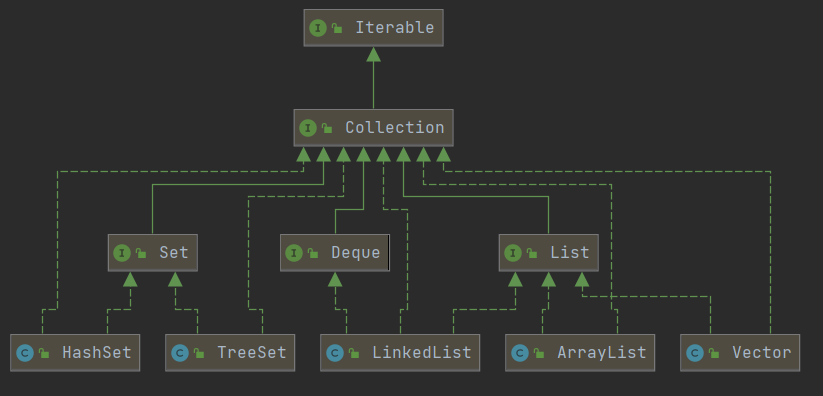 I Iterable
I Collection
I Set
I Deque
I List
C HashSet
C TreeSet
C LinkedList
C ArrayList
C Vector